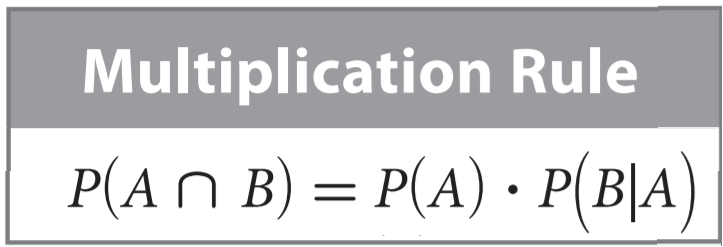 Multiplication Rule
P(A ∩ B) = P(A) · P(B|A)